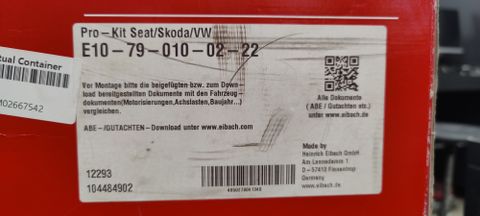 Pro-Kit Seat/Skoda/VW
E10-79-010-02-22
tual Container
M02667542
Vor Montage bitte die beigefügten bzw. zum Down
load bereitgestellten Dokumente mit den Fahrzeug-
dokumenten(Motorisierungen,Achslasten,Baujahr...)
vergleichen.
Alle Dokumente
( ABE / Gutachten etc.)
unter www.eibach.de
ABE-/GUTACHTEN-Download unter www.eibach.de
Made by
Heinrich Eibach GmbH
Am Lennedamm 1
D-57413 Finnentrop
Germany
www.eibach.de
12293
104484902